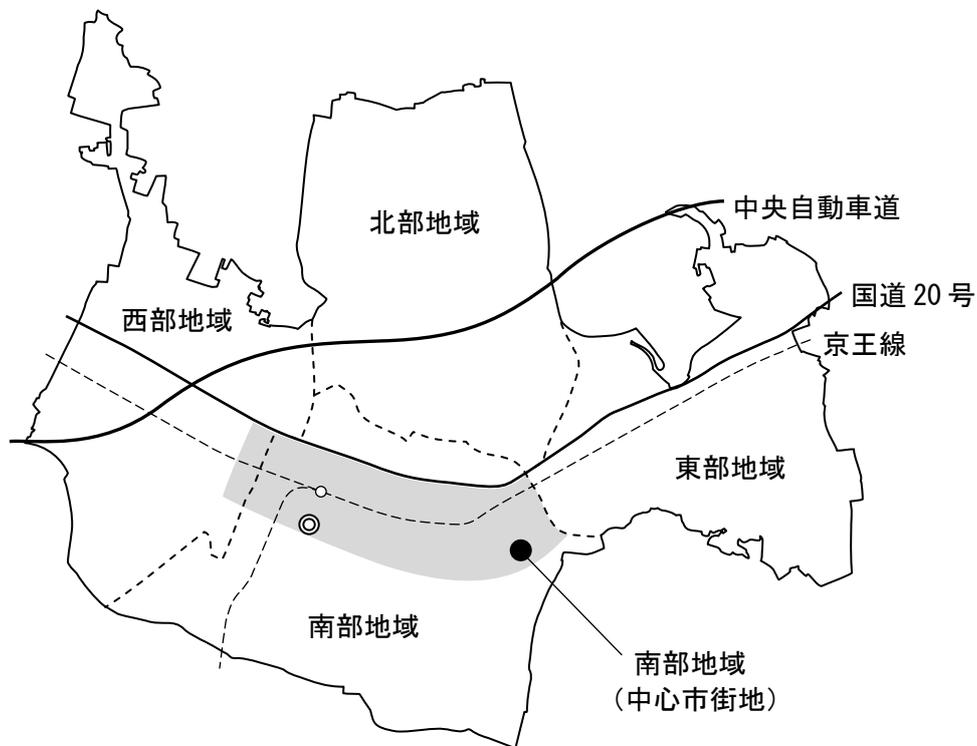 中央自動車道
北部地域
国道 20 号
西部地域
京王線
東部地域
南部地域
南部地域
（中心市街地）